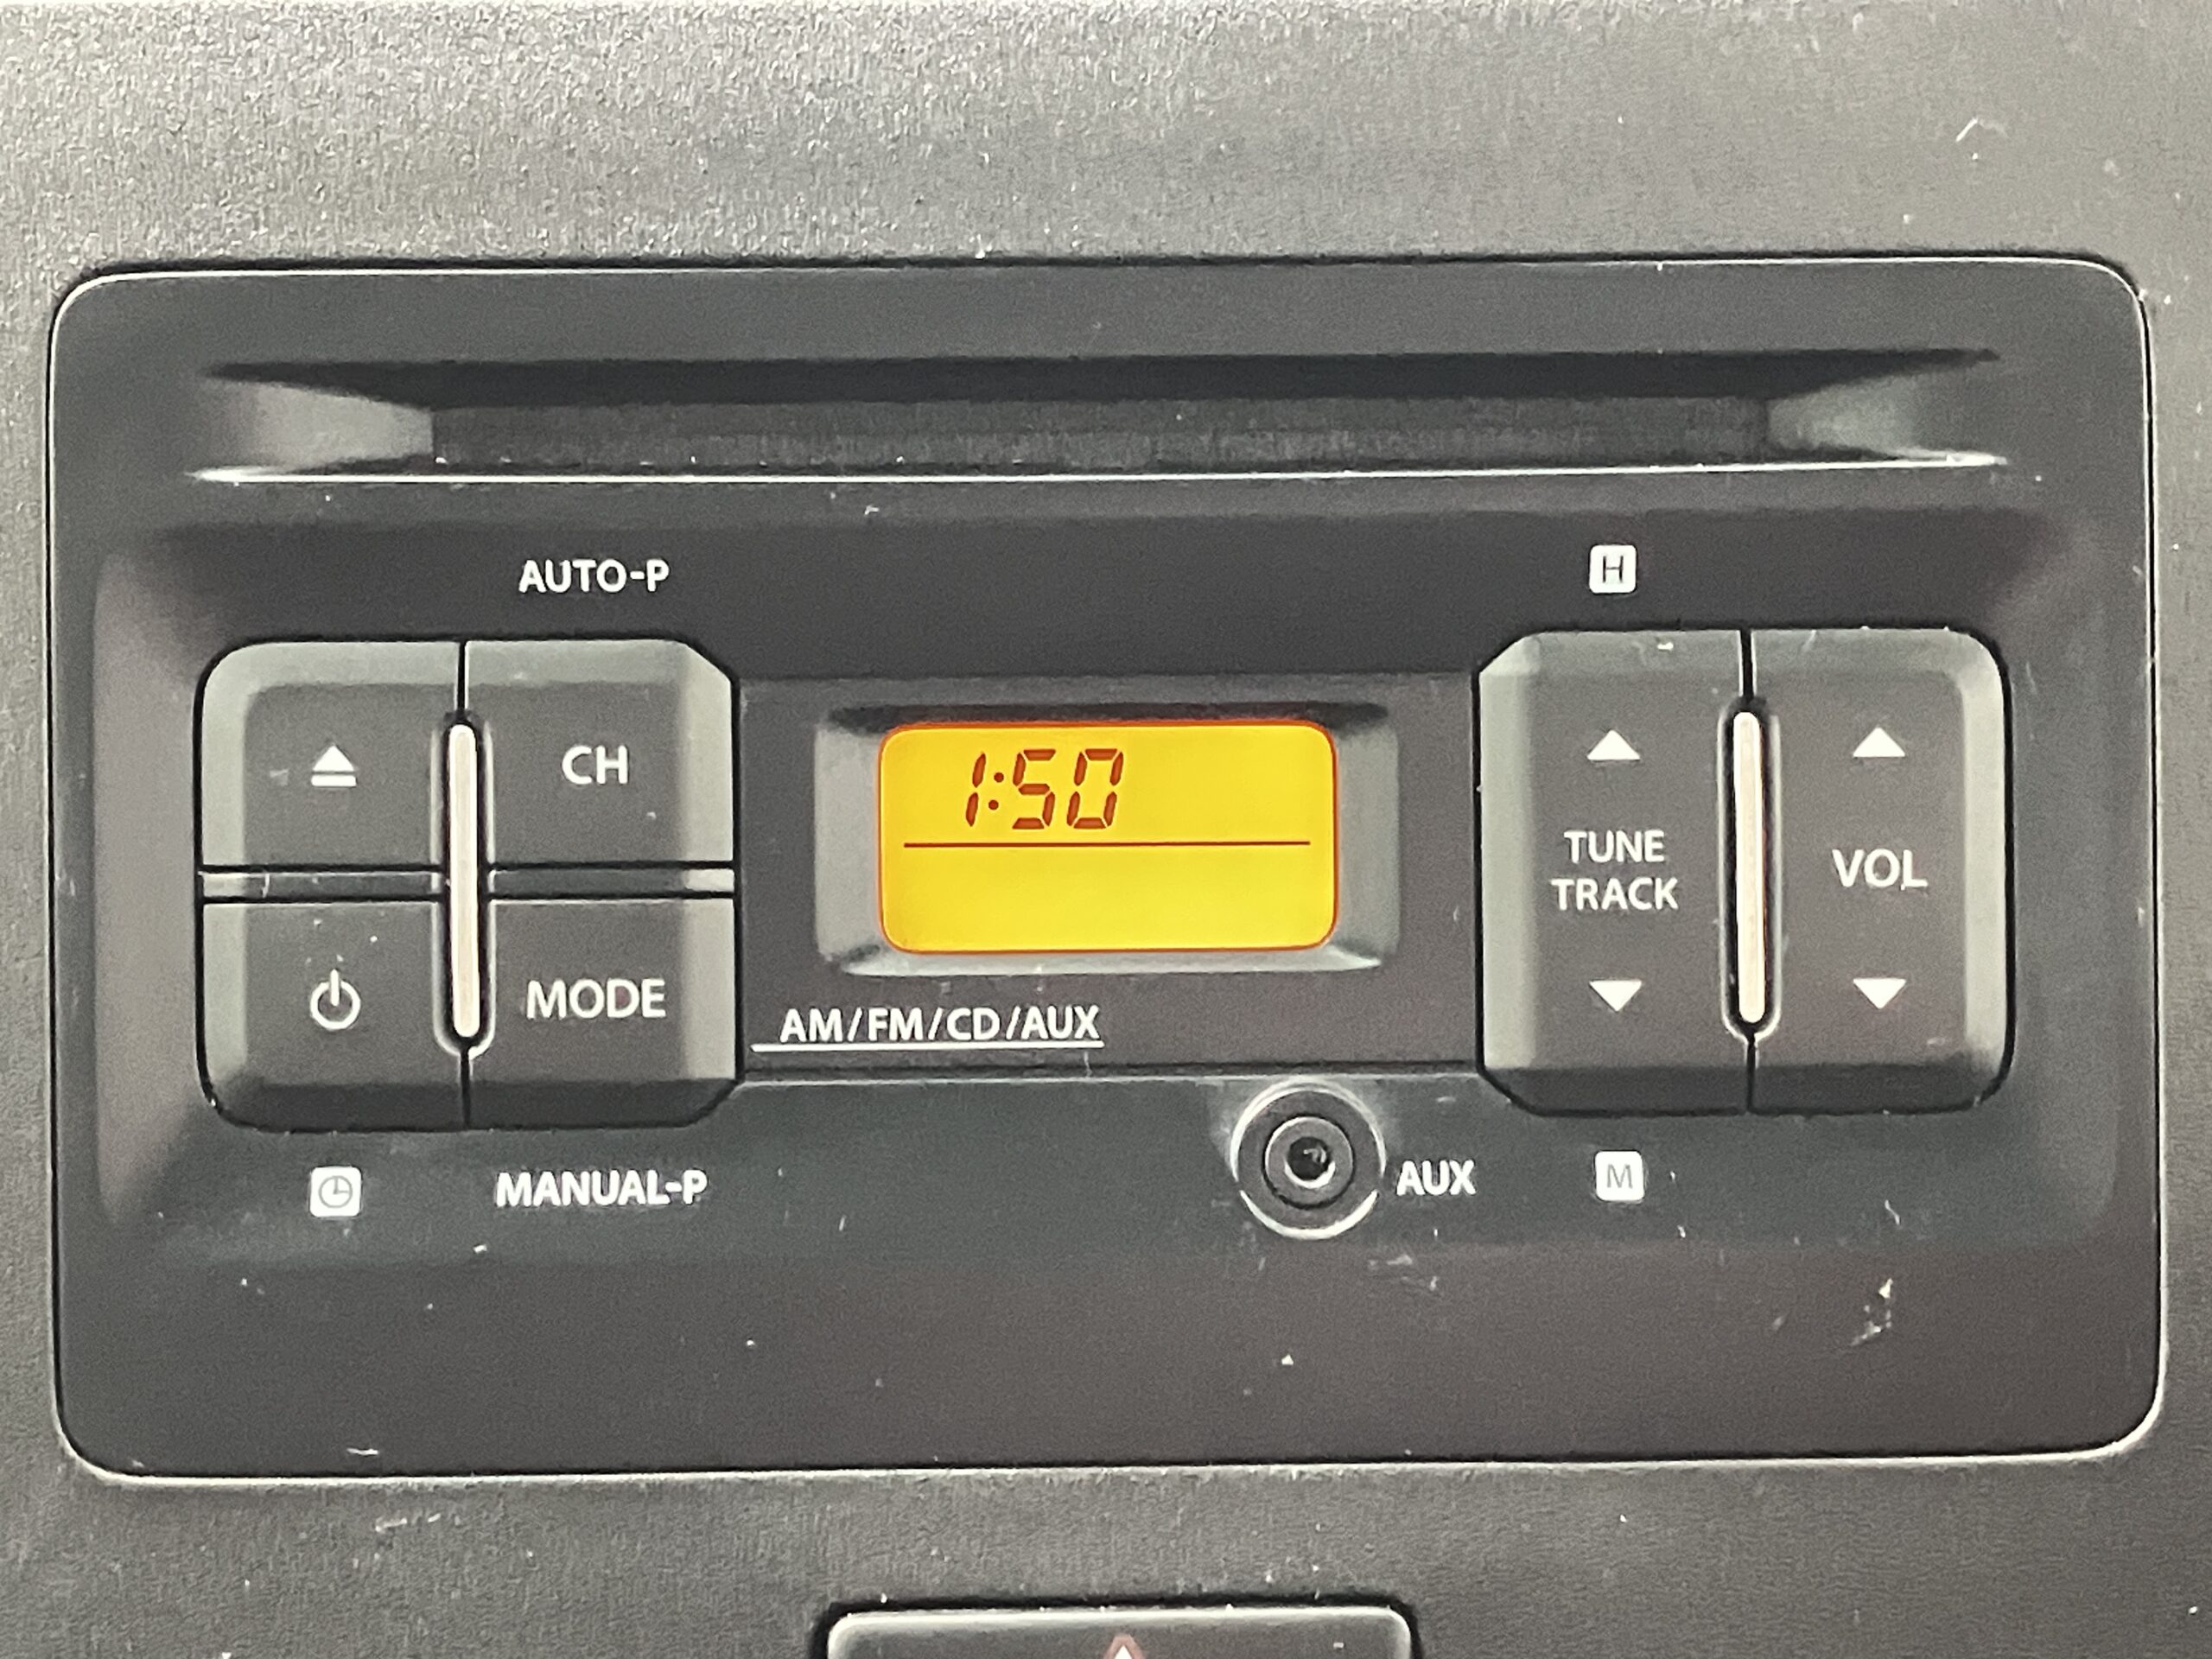 AUTO-P
H
CH
1:50
TUNE
TRACK
VOL
MODE
AM/FM/CD/AUX
MANUAL-P
AUX
M